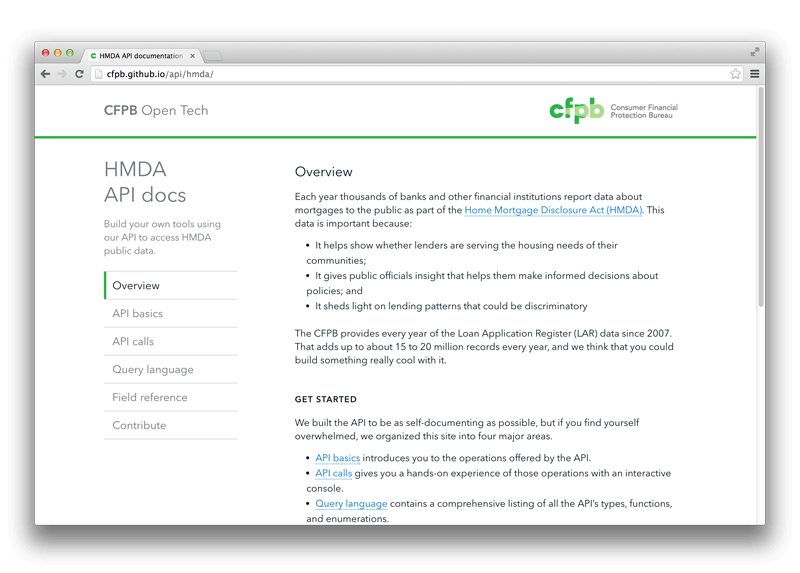 HMDA API documentation
cfpb.github.io/api/hmda/
CFPB Open Tech
cfpb Consumer Financial
Protection Bureau
HMDA
API docs
Build your own tools using
our API to access HMDA
public data.
Overview
API basics
API calls
Query language
Field reference
Contribute
Overview
Each year thousands of banks and other financial institutions report data about
mortgages to the public as part of the Home Mortgage Disclosure Act (HMDA). This
data is important because:
• It helps show whether lenders are serving the housing needs of their
communities;
• It gives public officials insight that helps them make informed decisions about
policies; and
• It sheds light on lending patterns that could be discriminatory
The CFPB provides every year of the Loan Application Register (LAR) data since 2007.
That adds up to about 15 to 20 million records every year, and we think that you could
build something really cool with it.
GET STARTED
We built the API to be as self-documenting as possible, but if you find yourself
overwhelmed, we organized this site into four major areas.
• API basics introduces you to the operations offered by the API.
• API calls gives you a hands-on experience of those operations with an interactive
console.
• Query language contains a comprehensive listing of all the API’s types, functions,
and enumerations.